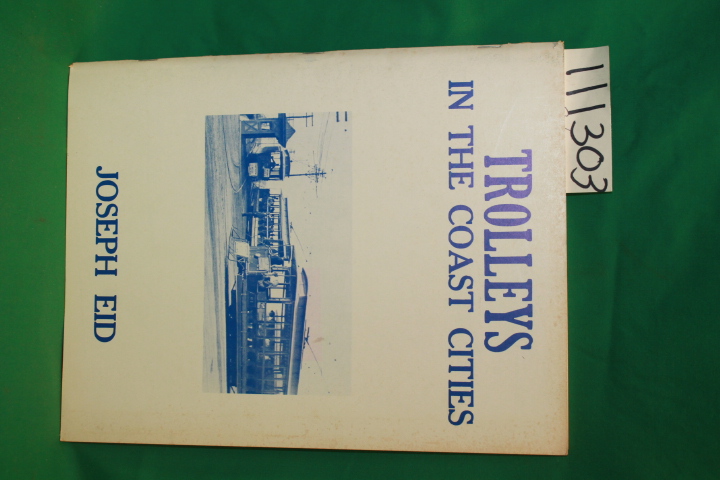 TROLLEYS
IN THE COAST CITIES
JOSEPH EID
111303